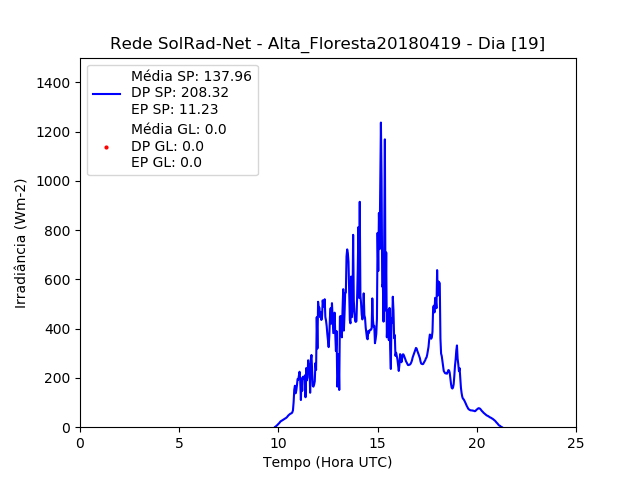 Rede SolRad-Net - Alta_Floresta20180419 - Dia [19]
Média SP: 137.96
DP SP: 208.32
EP SP: 11.23
Média GL: 0.0
DP GL: 0.0
EP GL: 0.0
1400
1200
1000
800
600
400
200
0
Irradiância (Wm-2)
0 5 10 15 20 25
Tempo (Hora UTC)